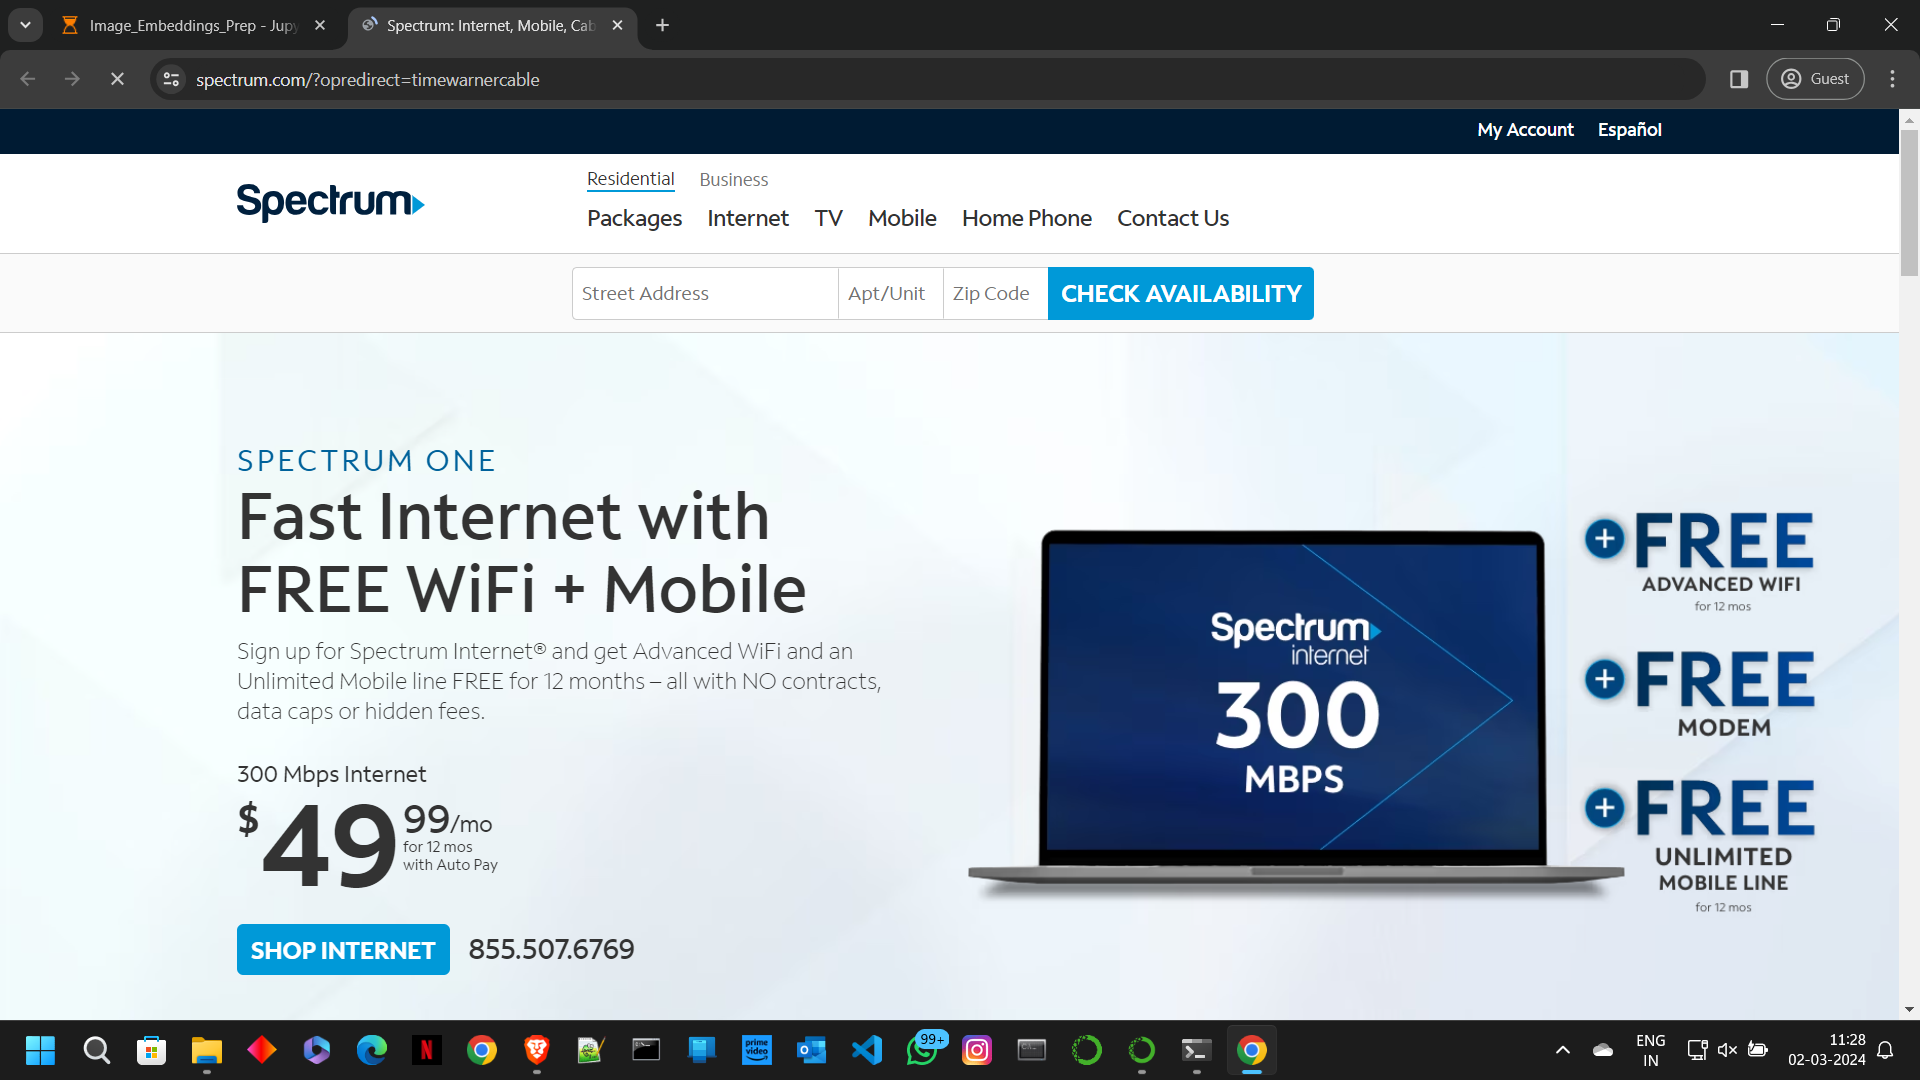 Image_Embeddings_Prep - Jupy
Spectrum: Internet, Mobile, Cab
spectrum.com/?opredirect=timewarnercable
Guest
My Account Español
Residential Business
Spectrum
Packages Internet TV Mobile Home Phone Contact Us
Street Address Apt/Unit Zip Code CHECK AVAILABILITY
SPECTRUM ONE
Fast Internet with
FREE WiFi + Mobile
Sign up for Spectrum Internet® and get Advanced WiFi and an
Unlimited Mobile line FREE for 12 months – all with NO contracts,
data caps or hidden fees.
300 Mbps Internet
$49 99/mo
for 12 mos
with Auto Pay
SHOP INTERNET 855.507.6769
Spectrum
internet
300
MBPS
+ FREE
ADVANCED WIFI
for 12 mos
+ FREE
MODEM
+ FREE
UNLIMITED
MOBILE LINE
for 12 mos
prime
video
99+
ENG
IN
11:28
02-03-2024